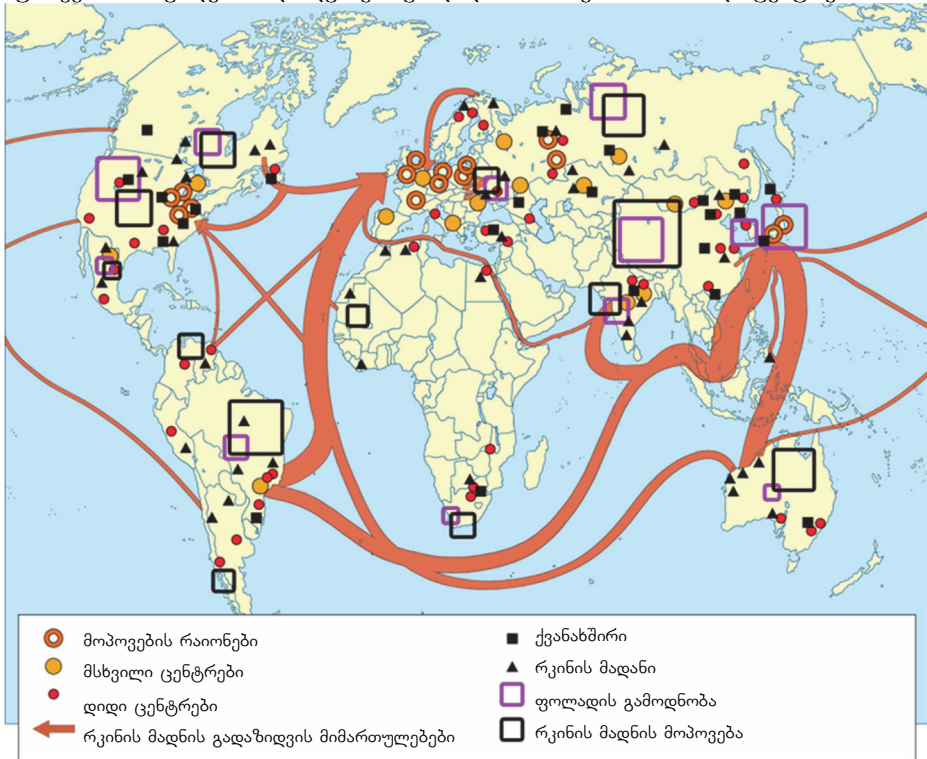 მოპოვების რაიონები
მსხვილი ცენტრები
დიდი ცენტრები
რკინის მადნის გადაზიდვის მიმართულებები
ქვანახშირი
რკინის მადანი
ფოლადის გამოდნობა
რკინის მადნის მოპოვება